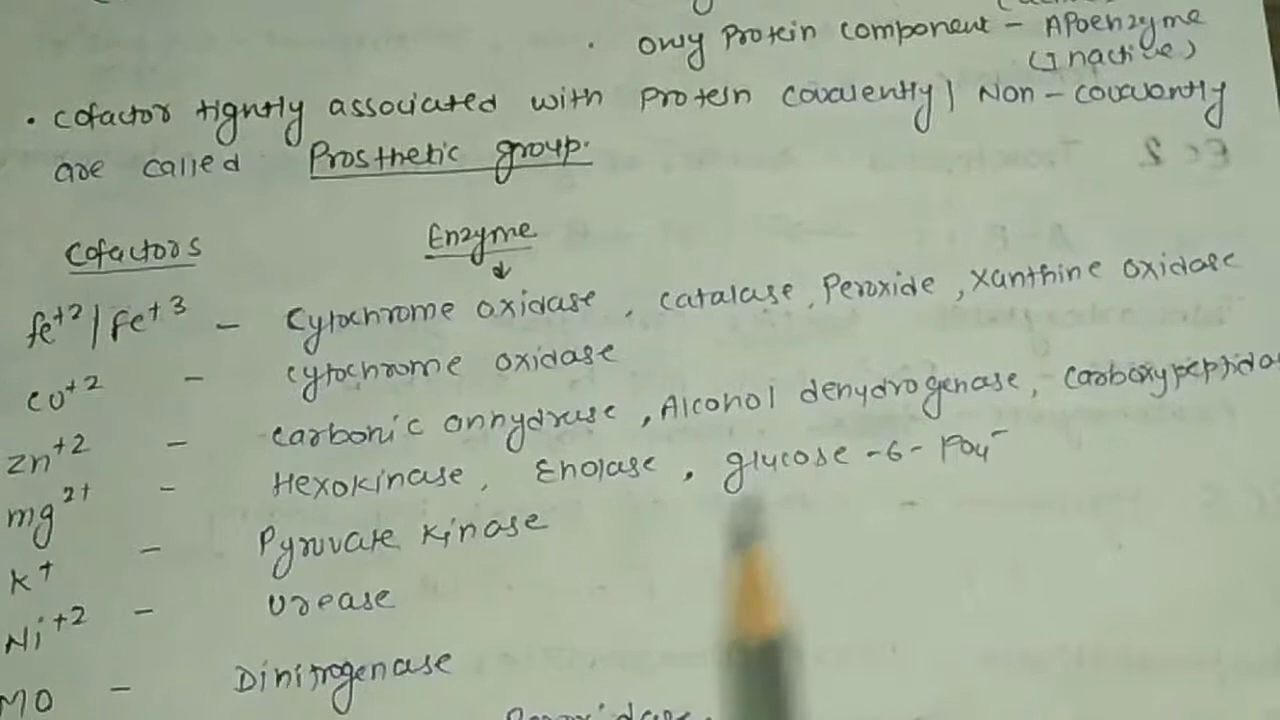 . only Protein component - Apoenzyme
(Inactive)
• cofactor tightly associated with Protein covalently | Non-covalently
are called Prosthetic group.
Cofactors Enzyme
↓
fe+2 | Fe+3 - Cytochrome oxidase, catalase, Peroxide, Xanthine oxidase
cu+2 - cytochrome oxidase
Zn+2 - carbonic anhydrase, Alcohol dehydrogenase, Carboxypeptida
mg2+ - Hexokinase, Enolase, glucose-6-Po4-
K+ - Pyruvate kinase
Ni+2 - urease
MO - Dinitrogenase